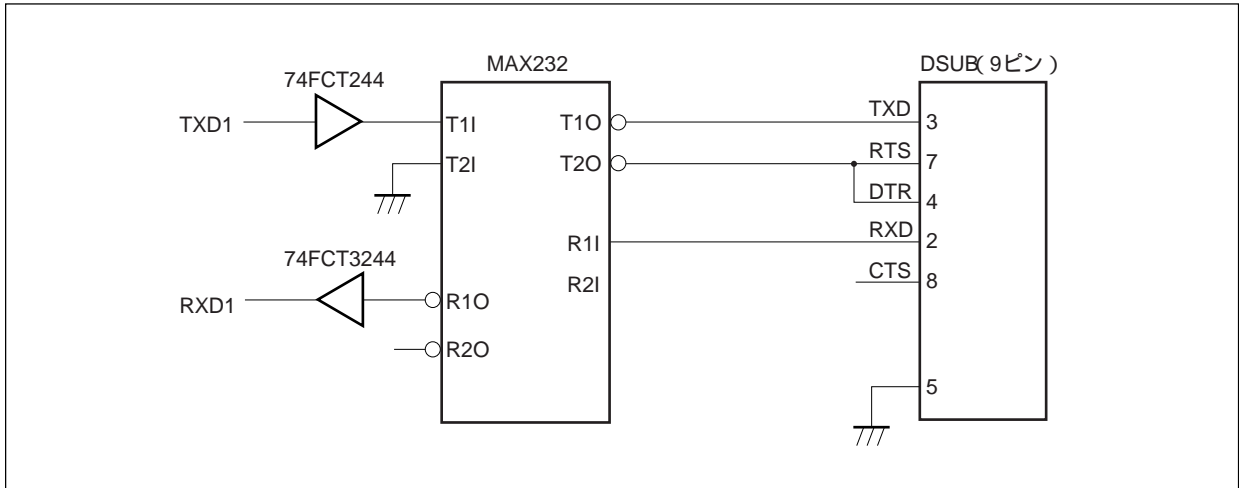 MAX232
DSUB(9ピン)
74FCT244
TXD1
T1I
T1O
TXD
3
T2I
T2O
RTS
7
DTR
4
R1I
RXD
2
74FCT3244
R2I
CTS
8
RXD1
R1O
R2O
5